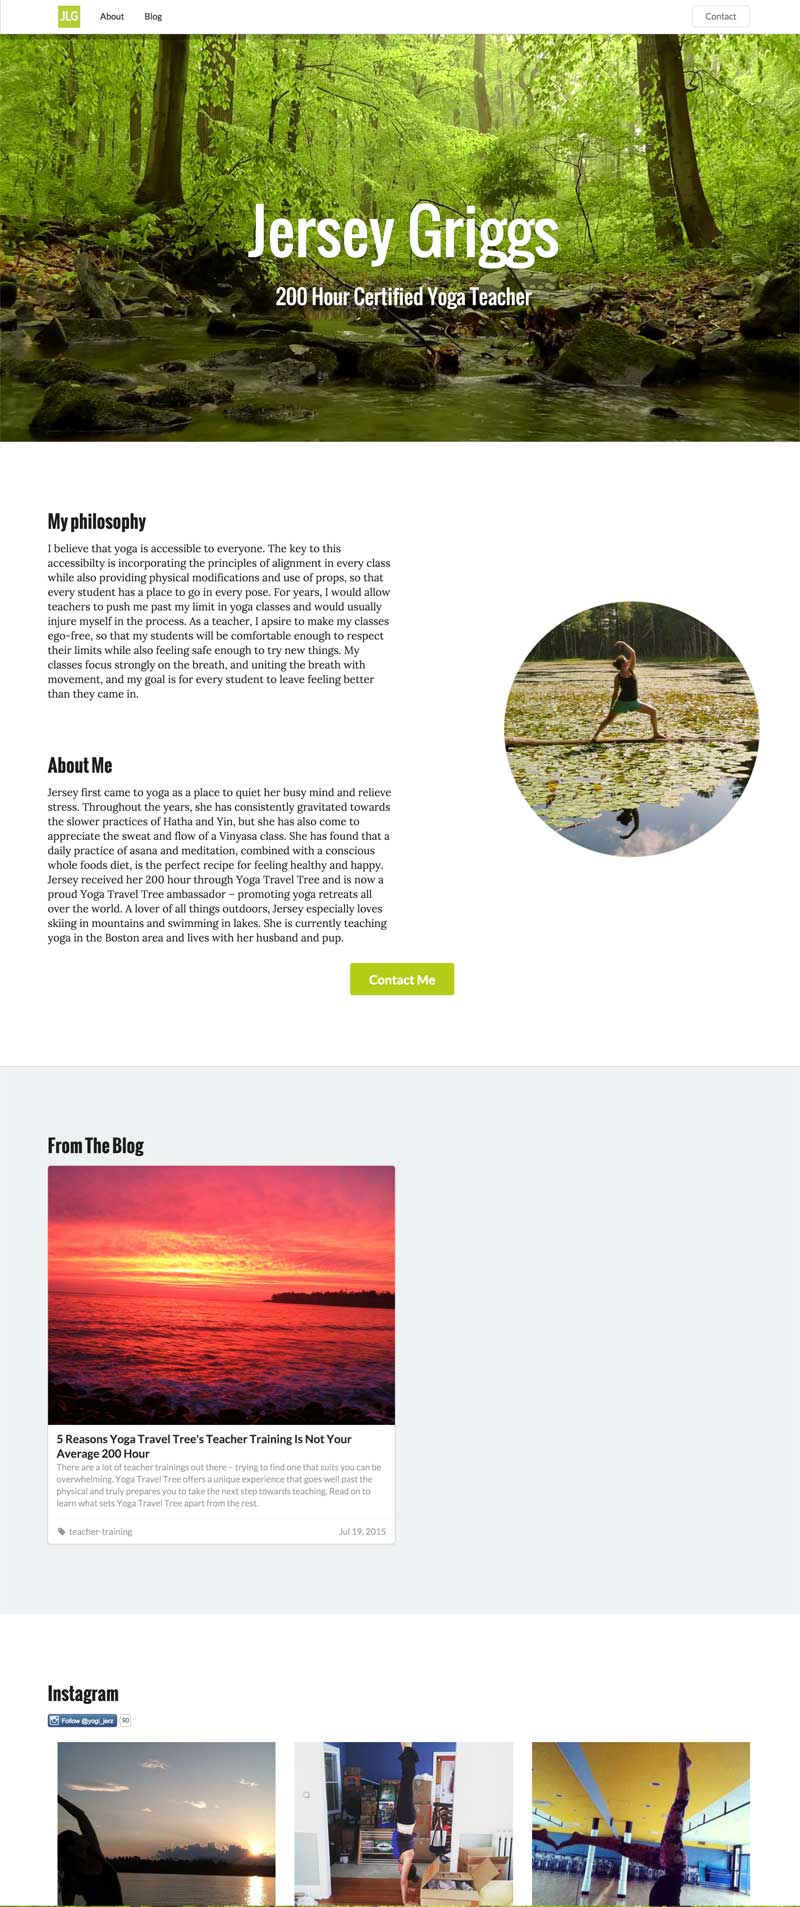 JLG
About
Blog
Contact
Jersey Griggs
200 Hour Certified Yoga Teacher
My philosophy
I believe that yoga is accessible to everyone. The key to this
accessibilty is incorporating the principles of alignment in every class
while also providing physical modifications and use of props, so that
every student has a place to go in every pose. For years, I would allow
teachers to push me past my limit in yoga classes and would usually
injure myself in the process. As a teacher, I apsire to make my classes
ego-free, so that my students will be comfortable enough to respect
their limits while also feeling safe enough to try new things. My
classes focus strongly on the breath, and uniting the breath with
movement, and my goal is for every student to leave feeling better
than they came in.
About Me
Jersey first came to yoga as a place to quiet her busy mind and relieve
stress. Throughout the years, she has consistently gravitated towards
the slower practices of Hatha and Yin, but she has also come to
appreciate the sweat and flow of a Vinyasa class. She has found that a
daily practice of asana and meditation, combined with a conscious
whole foods diet, is the perfect recipe for feeling healthy and happy.
Jersey received her 200 hour through Yoga Travel Tree and is now a
proud Yoga Travel Tree ambassador – promoting yoga retreats all
over the world. A lover of all things outdoors, Jersey especially loves
skiing in mountains and swimming in lakes. She is currently teaching
yoga in the Boston area and lives with her husband and pup.
Contact Me
From The Blog
5 Reasons Yoga Travel Tree's Teacher Training Is Not Your
Average 200 Hour
There are a lot of teacher trainings out there – trying to find one that suits you can be
overwhelming. Yoga Travel Tree offers a unique experience that goes well past the
physical and truly prepares you to take the next step towards teaching. Read on to
learn what sets Yoga Travel Tree apart from the rest.
teacher-training
Jul 19, 2015
Instagram
Follow @yogi_jerz
90